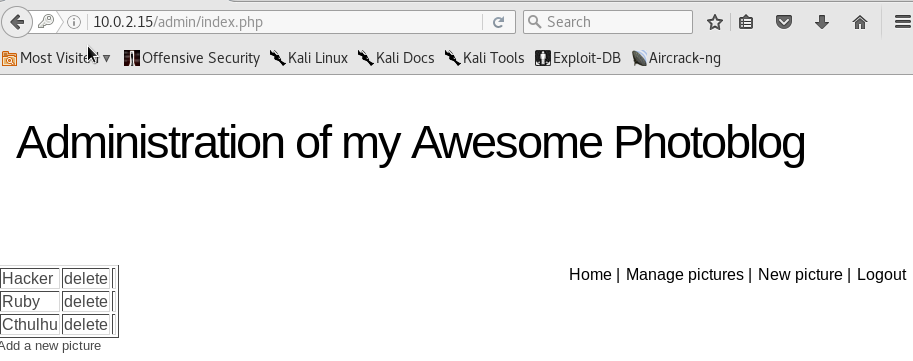 10.0.2.15/admin/index.php Search
Most Visited Offensive Security Kali Linux Kali Docs Kali Tools Exploit-DB Aircrack-ng
Administration of my Awesome Photoblog
Home | Manage pictures | New picture | Logout
Hacker delete
Ruby delete
Cthulhu delete
Add a new picture